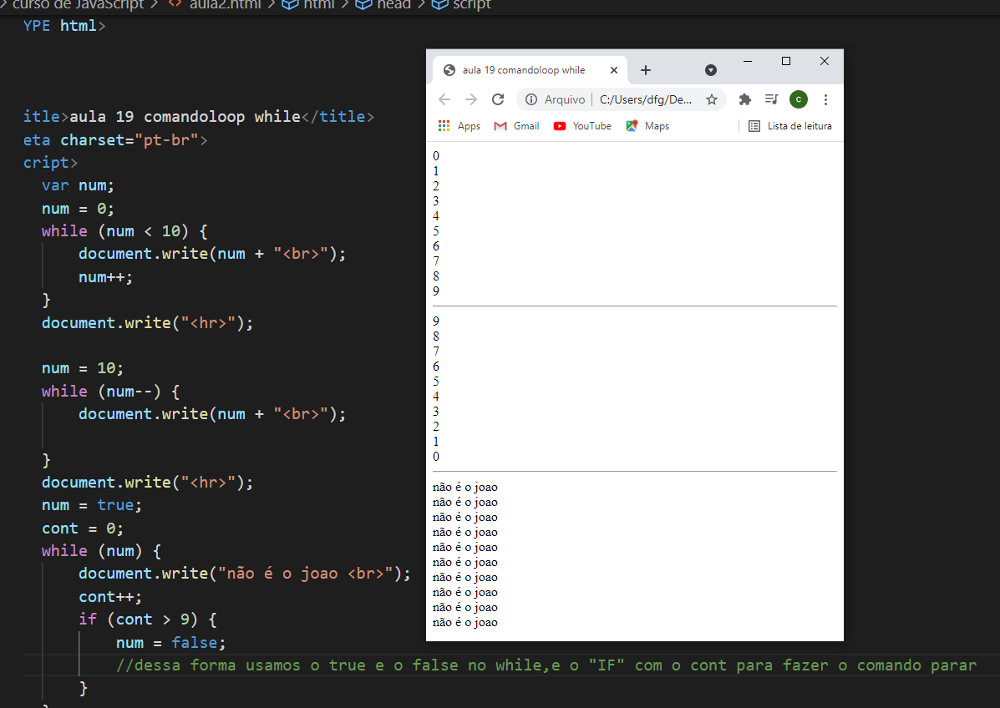 > curso de JavaScript > <> aula2.html > html > head > script
YPE html>
itle>aula 19 comandoloop while</title>
eta charset="pt-br">
cript>
var num;
num = 0;
while (num < 10) {
document.write(num + "<br>");
num++;
}
document.write("<hr>");
num = 10;
while (num--) {
document.write(num + "<br>");
}
document.write("<hr>");
num = true;
cont = 0;
while (num) {
document.write("não é o joao <br>");
cont++;
if (cont > 9) {
num = false;
//dessa forma usamos o true e o false no while,e o "IF" com o cont para fazer o comando parar
}
aula 19 comandoloop while
Arquivo | C:/Users/dfg/De...
c
Apps Gmail YouTube Maps Lista de leitura
0
1
2
3
4
5
6
7
8
9
9
8
7
6
5
4
3
2
1
0
não é o joao
não é o joao
não é o joao
não é o joao
não é o joao
não é o joao
não é o joao
não é o joao
não é o joao
não é o joao